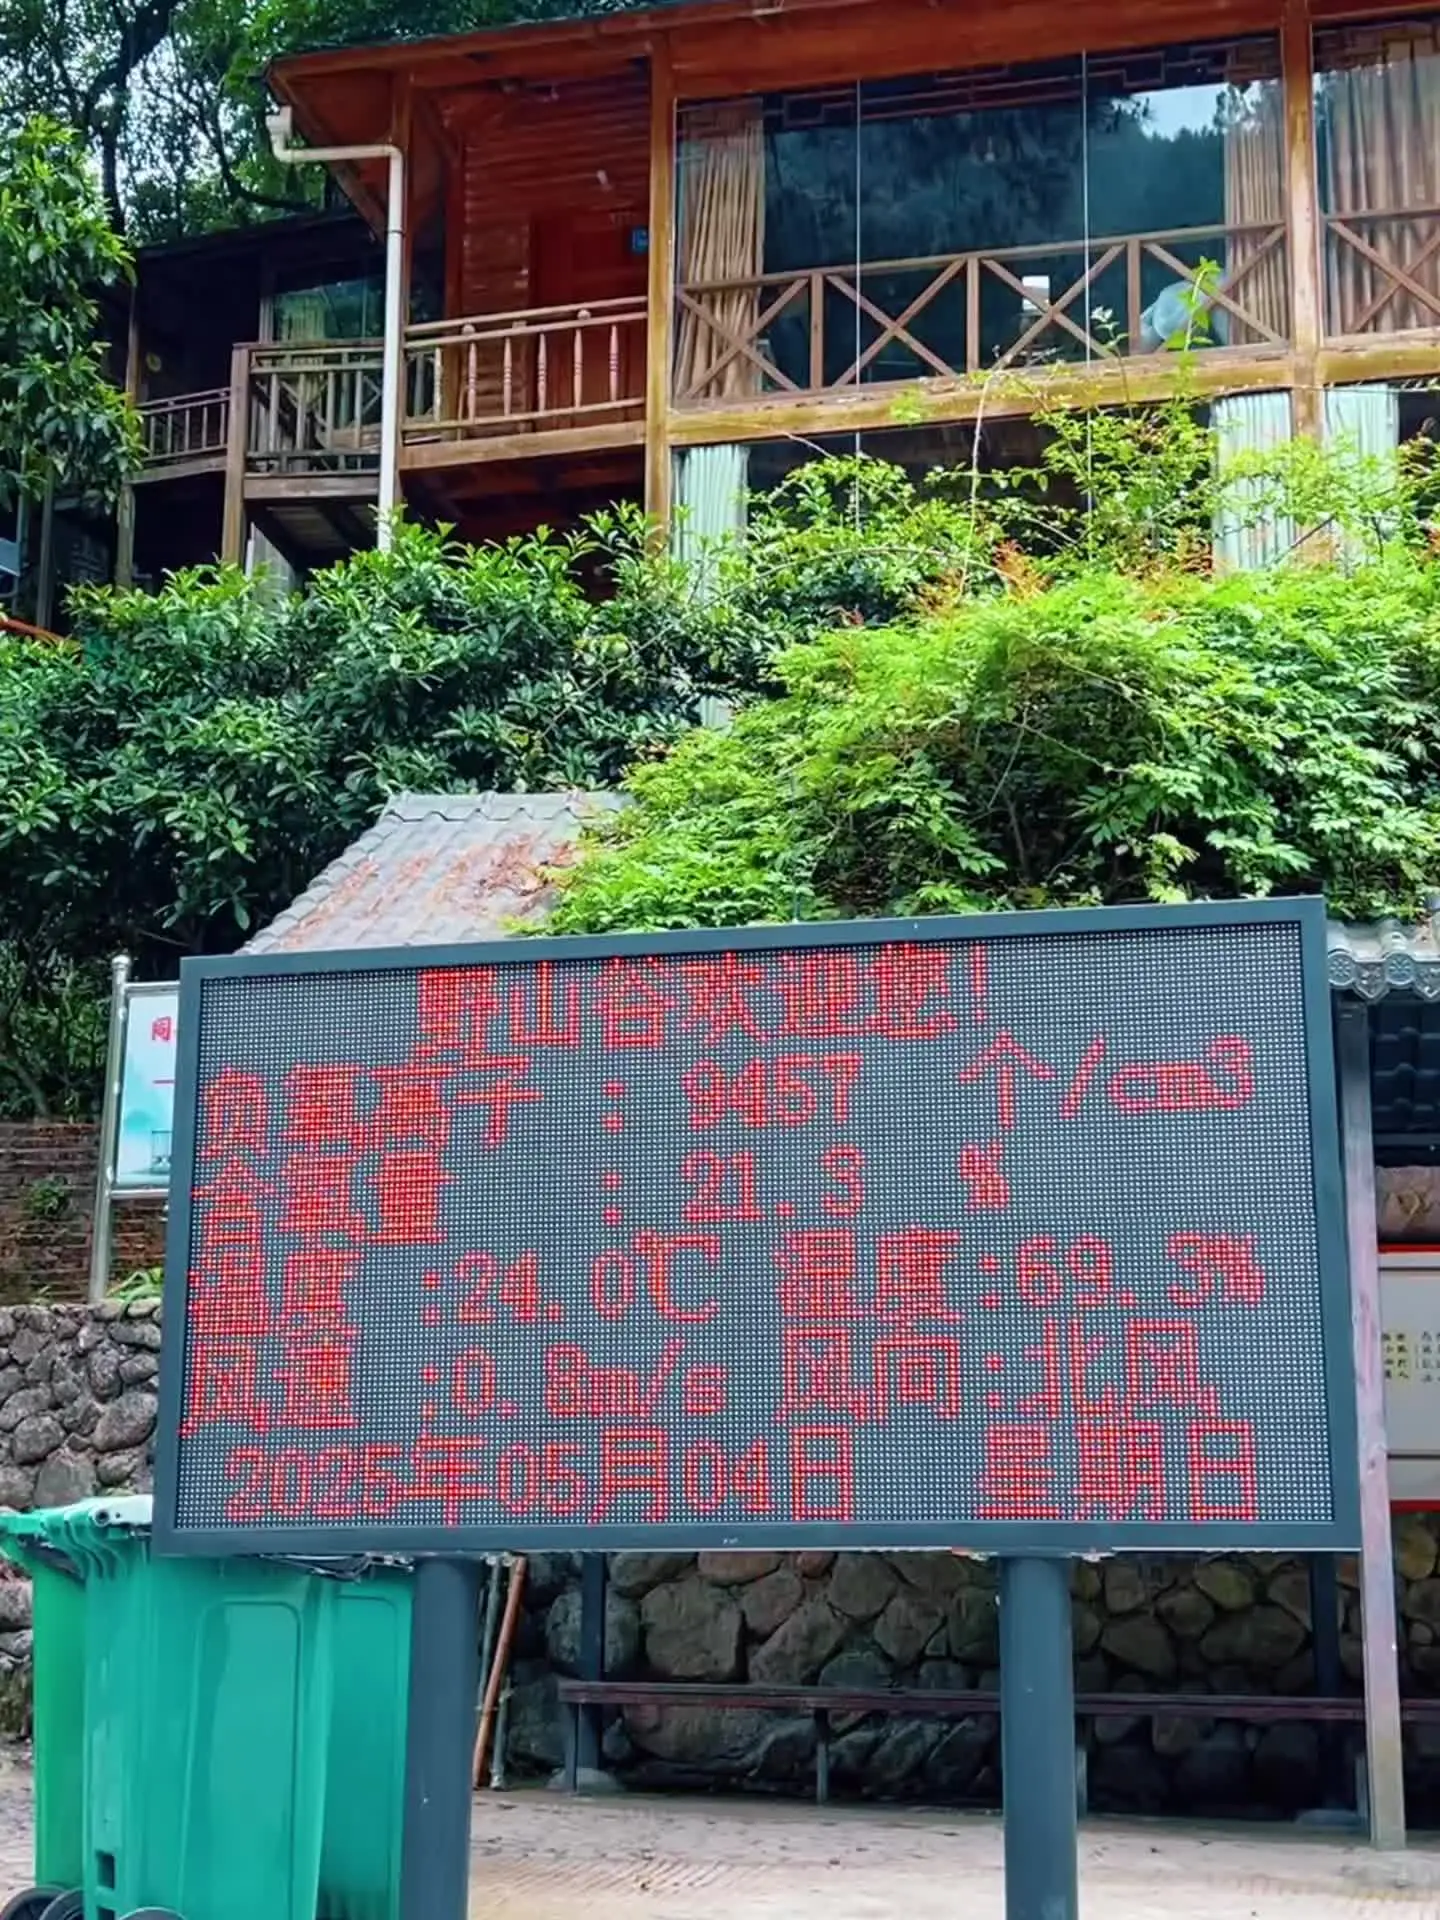 野山谷欢迎您!
负氧离子 : 9457 个/cm3
含氧量 : 21.3 %
温度 :24.0℃ 湿度:69.3%
风速 :0.8m/s 风向:北风
2025年05月04日 星期日